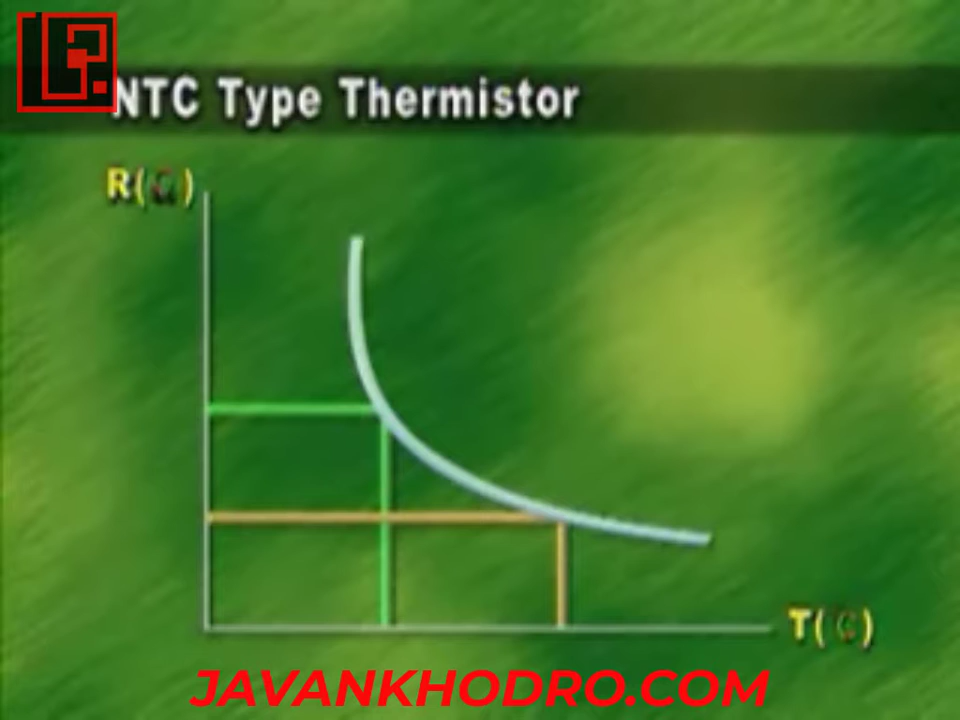 NTC Type Thermistor
R(Ω)
T(C)
JAVANKHODRO.COM